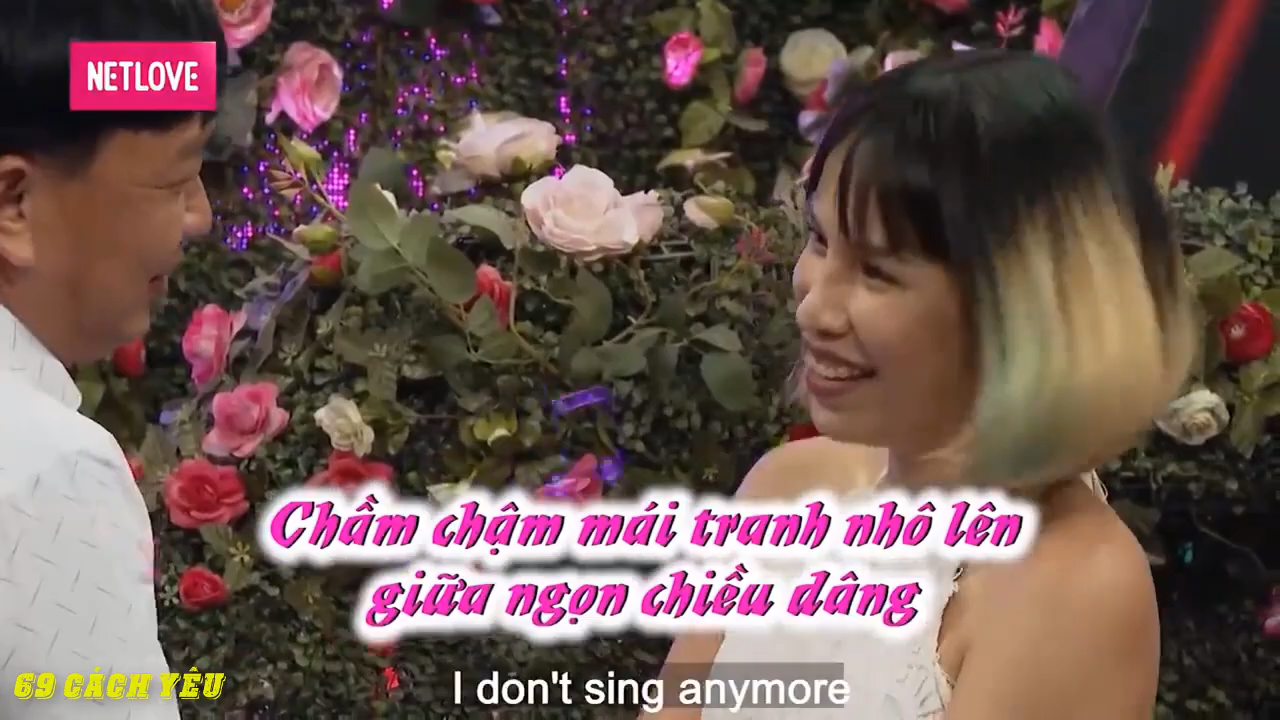 NETLOVE
Chầm chậm mái tranh nhô lên
giữa ngọn chiều dâng
69 CÁCH YÊU
I don't sing anymore